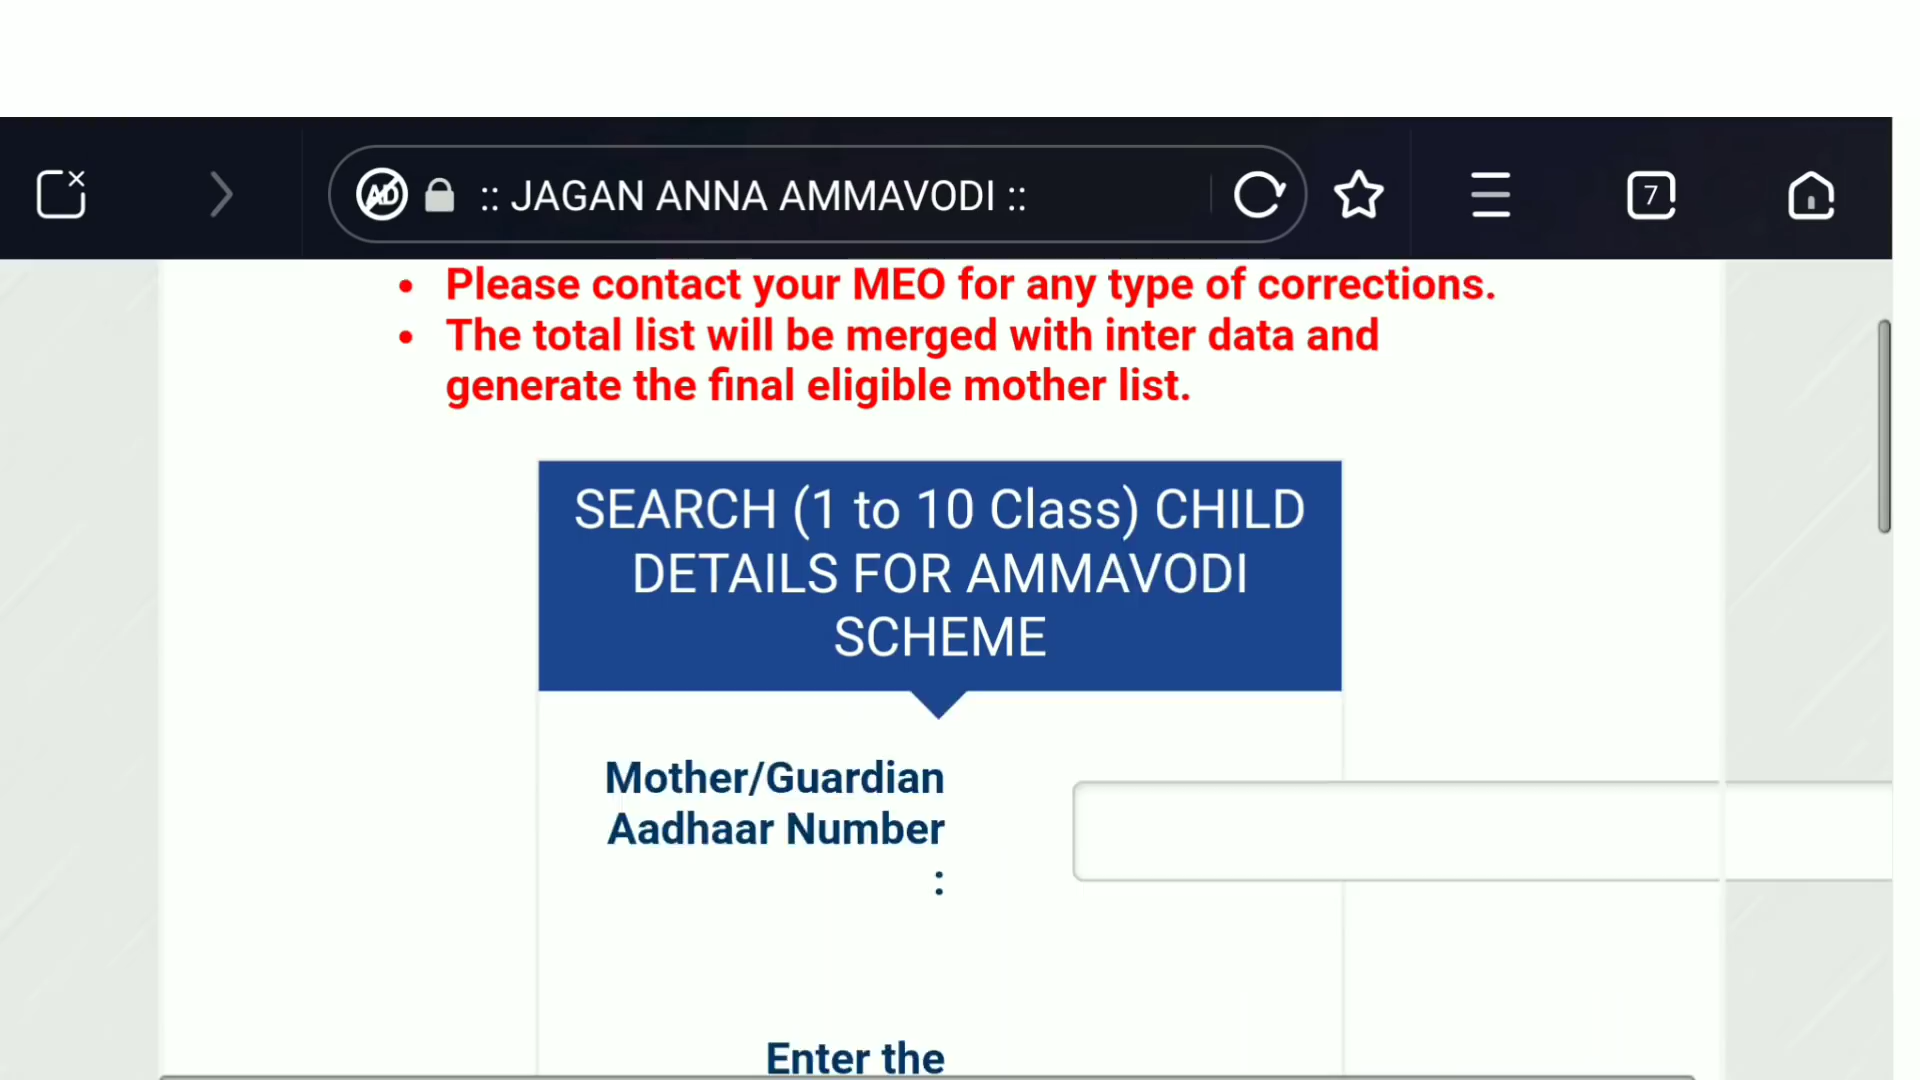 :: JAGAN ANNA AMMAVODI ::
7
Please contact your MEO for any type of corrections.
The total list will be merged with inter data and
generate the final eligible mother list.
SEARCH (1 to 10 Class) CHILD
DETAILS FOR AMMAVODI
SCHEME
Mother/Guardian
Aadhaar Number
:
Enter the